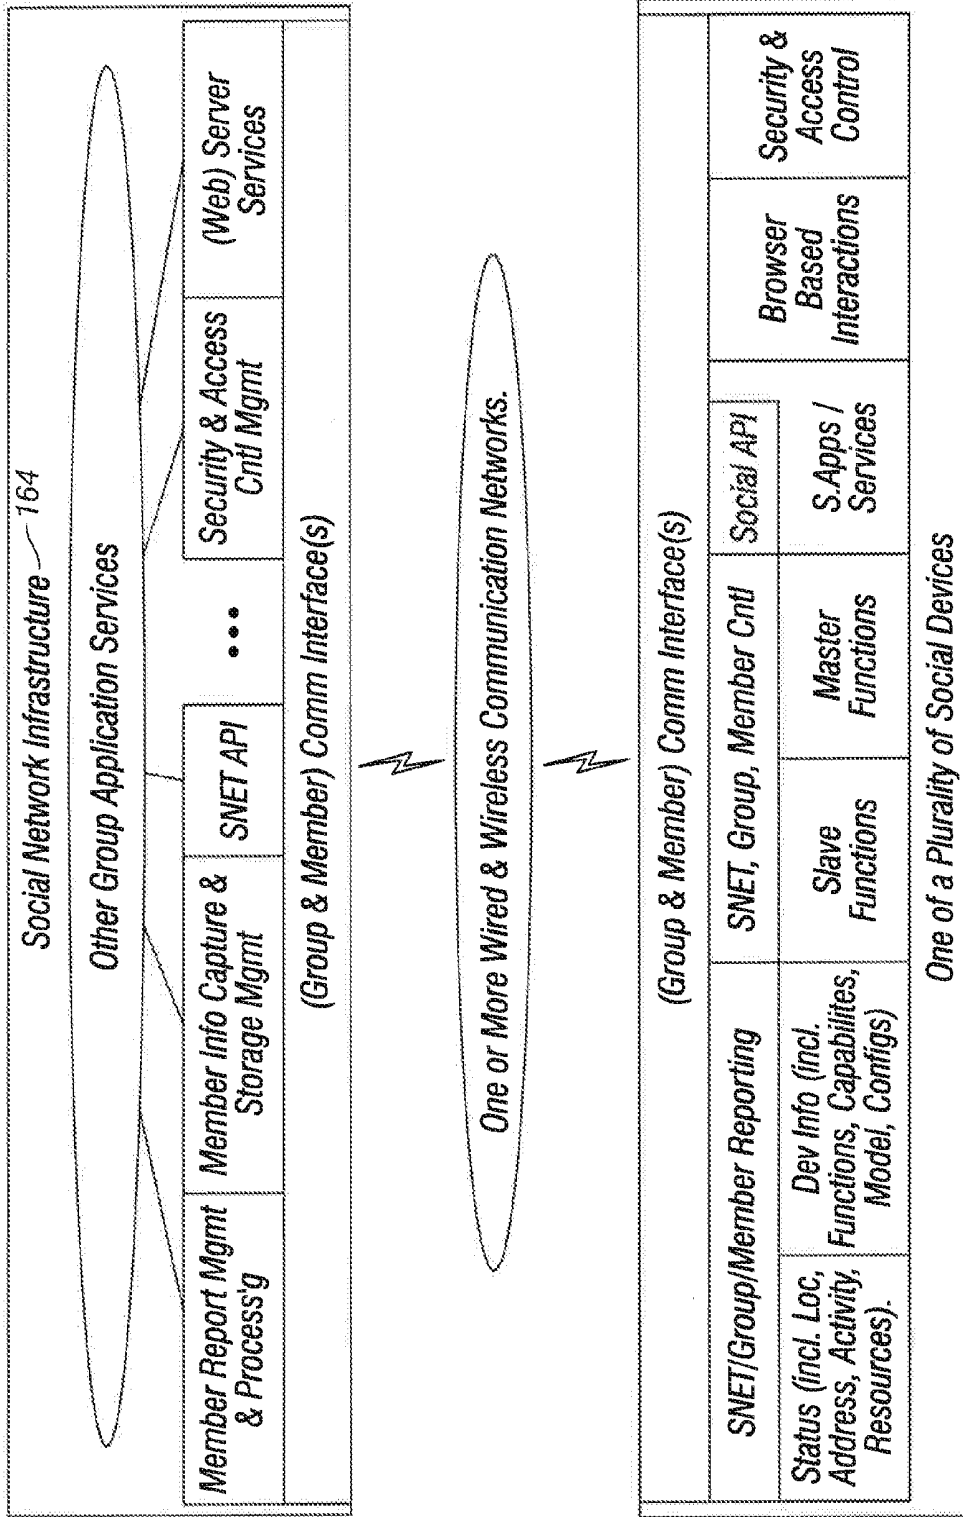 Social Network Infrastructure 164
Other Group Application Services
Member Report Mgmt
& Process'g
Member Info Capture &
Storage Mgmt
SNET API
•••
Security & Access
Cntl Mgmt
(Web) Server
Services
(Group & Member) Comm Interface(s)
One or More Wired & Wireless Communication Networks.
(Group & Member) Comm Interface(s)
SNET/Group/Member Reporting
SNET, Group, Member Cntl
Social API
Browser
Based
Interactions
Security &
Access
Control
Status (incl. Loc,
Address, Activity,
Resources).
Dev Info (incl.
Functions, Capabilites,
Model, Configs)
Slave
Functions
Master
Functions
S.Apps /
Services
One of a Plurality of Social Devices